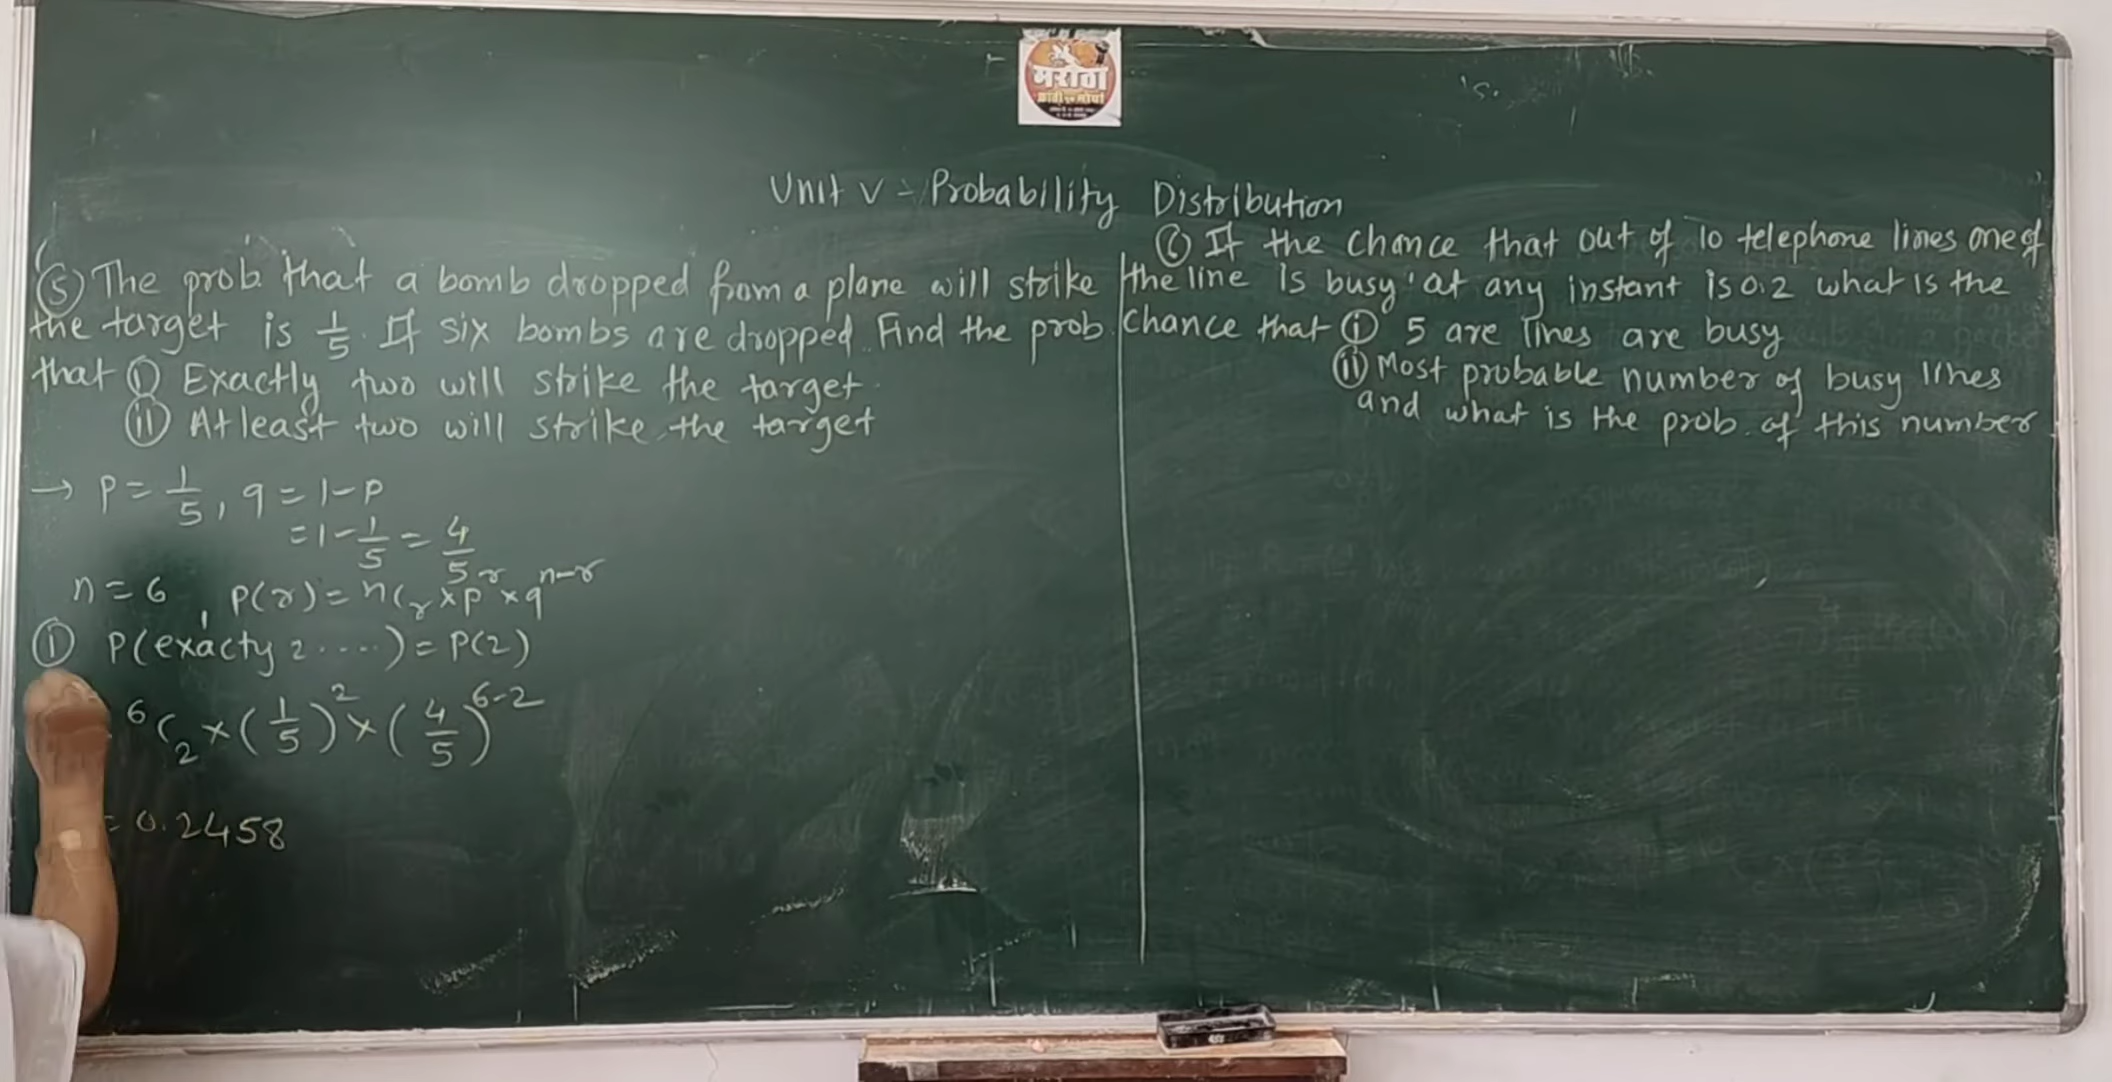 मराठा
क्रांती मोर्चा
Unit V - Probability Distribution
(5) The prob. that a bomb dropped from a plane will strike
the target is 1/5. If six bombs are dropped. Find the prob.
that (i) Exactly two will strike the target.
(ii) Atleast two will strike the target
→ P = 1/5, q = 1-P
= 1-1/5 = 4/5
n = 6, P(r) = nCr × p^r × q^n-r
(i) P(exacty 2 ....) = P(2)
6C2 × (1/5)^2 × (4/5)^6-2
= 0.2458
(6) If the chance that out of 10 telephone lines one of
the line is busy at any instant is 0.2 what is the
chance that (i) 5 are lines are busy
(ii) Most probable number of busy lines
and what is the prob. of this number